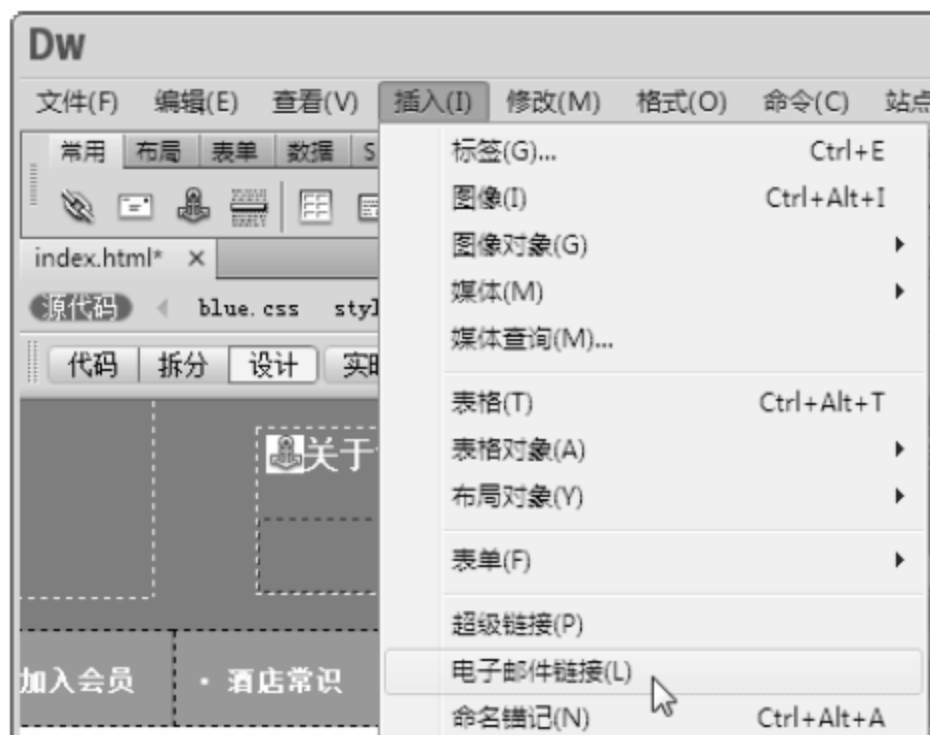 Dw
文件(F) 编辑(E) 查看(V) 插入(I) 修改(M) 格式(O) 命令(C) 站点
常用 布局 表单 数据 S
标签(G)... Ctrl+E
图像(I) Ctrl+Alt+I
图像对象(G)
index.html* ×
媒体(M)
源代码 blue.css styl
媒体查询(M)...
代码 拆分 设计 实时
表格(T) Ctrl+Alt+T
关于
表格对象(A)
布局对象(Y)
表单(F)
超级链接(P)
电子邮件链接(L)
加入会员 · 酒店常识
命名锚记(N) Ctrl+Alt+A